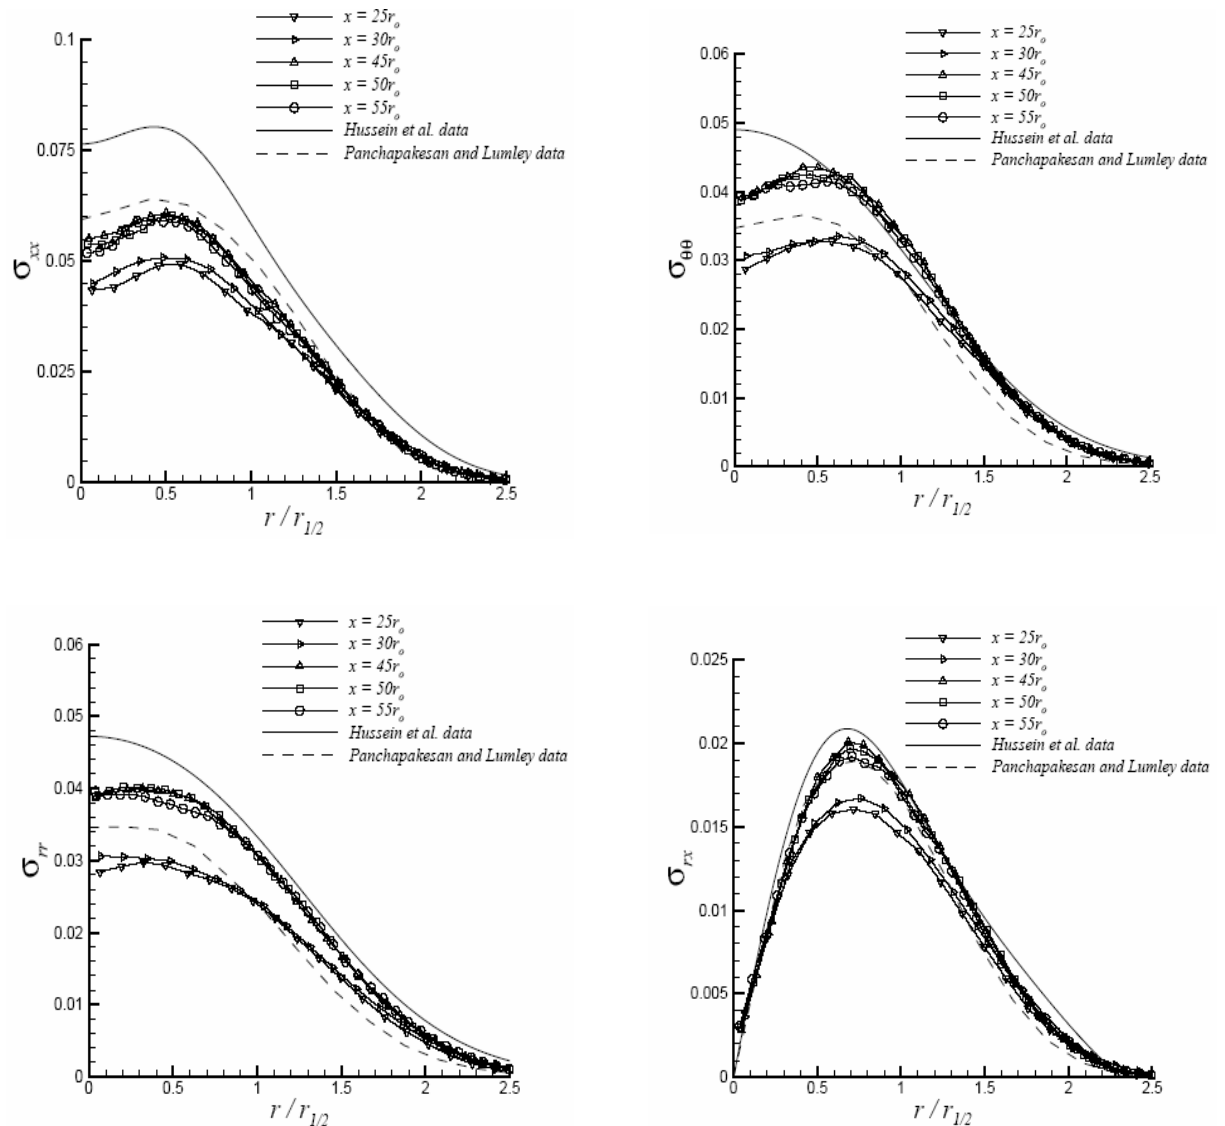 x = 25r_o
x = 30r_o
x = 45r_o
x = 50r_o
x = 55r_o
Hussein et al. data
Panchapakesan and Lumley data
0.1
0.075
0.05
0.025
0
σ_xx
0 0.5 1 1.5 2 2.5
r / r_1/2
x = 25r_o
x = 30r_o
x = 45r_o
x = 50r_o
x = 55r_o
Hussein et al. data
Panchapakesan and Lumley data
0.06
0.05
0.04
0.03
0.02
0.01
0
σ_θθ
0 0.5 1 1.5 2 2.5
r / r_1/2
x = 25r_o
x = 30r_o
x = 45r_o
x = 50r_o
x = 55r_o
Hussein et al. data
Panchapakesan and Lumley data
0.06
0.05
0.04
0.03
0.02
0.01
0
σ_rr
0 0.5 1 1.5 2 2.5
r / r_1/2
x = 25r_o
x = 30r_o
x = 45r_o
x = 50r_o
x = 55r_o
Hussein et al. data
Panchapakesan and Lumley data
0.025
0.02
0.015
0.01
0.005
0
σ_rx
0 0.5 1 1.5 2 2.5
r / r_1/2